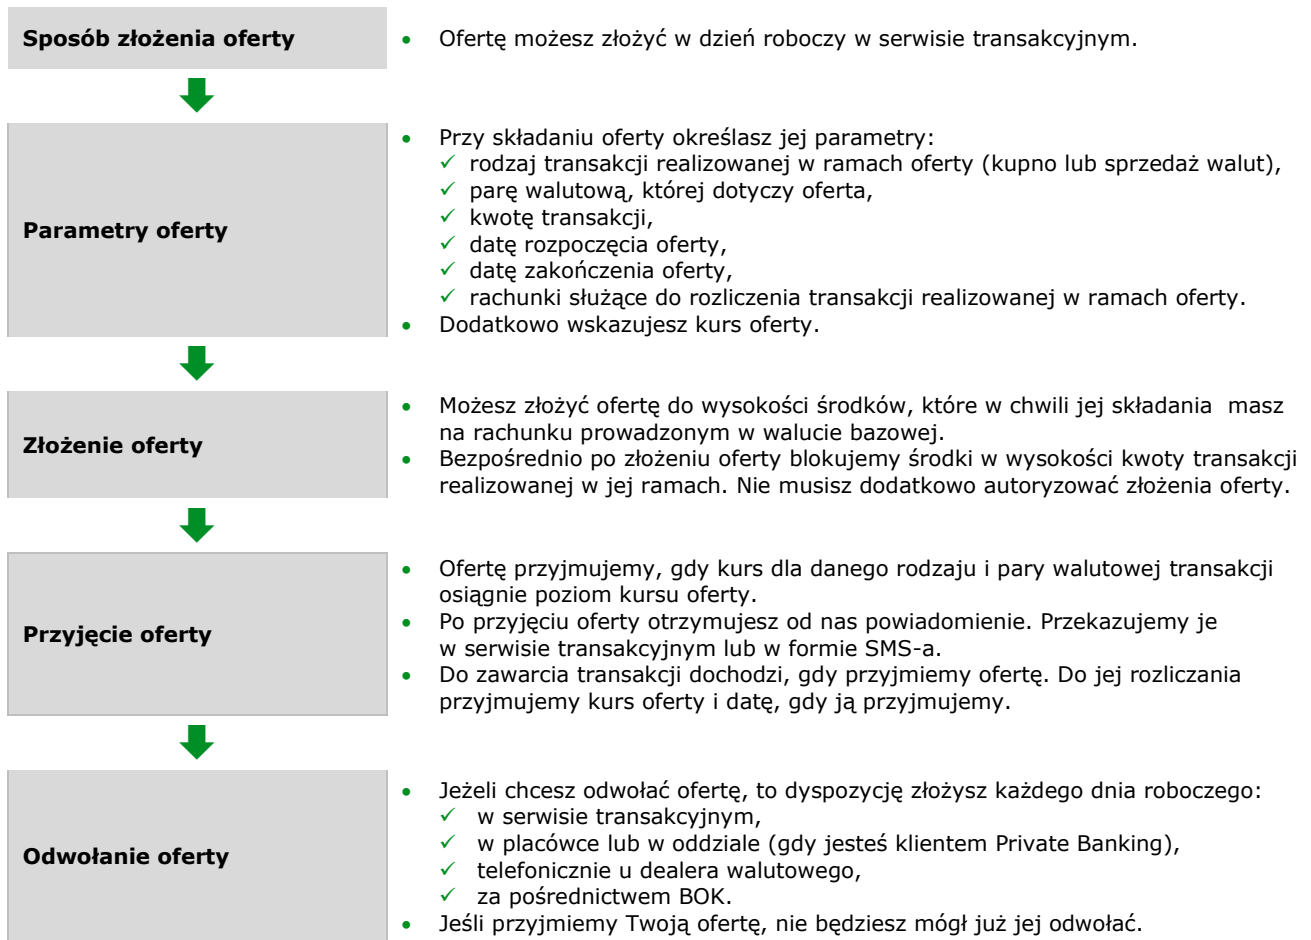 Sposób złożenia oferty
• Ofertę możesz złożyć w dzień roboczy w serwisie transakcyjnym.
Parametry oferty
• Przy składaniu oferty określasz jej parametry:
✓ rodzaj transakcji realizowanej w ramach oferty (kupno lub sprzedaż walut),
✓ parę walutową, której dotyczy oferta,
✓ kwotę transakcji,
✓ datę rozpoczęcia oferty,
✓ datę zakończenia oferty,
✓ rachunki służące do rozliczenia transakcji realizowanej w ramach oferty.
• Dodatkowo wskazujesz kurs oferty.
Złożenie oferty
• Możesz złożyć ofertę do wysokości środków, które w chwili jej składania masz
na rachunku prowadzonym w walucie bazowej.
• Bezpośrednio po złożeniu oferty blokujemy środki w wysokości kwoty transakcji
realizowanej w jej ramach. Nie musisz dodatkowo autoryzować złożenia oferty.
Przyjęcie oferty
• Ofertę przyjmujemy, gdy kurs dla danego rodzaju i pary walutowej transakcji
osiągnie poziom kursu oferty.
• Po przyjęciu oferty otrzymujesz od nas powiadomienie. Przekazujemy je
w serwisie transakcyjnym lub w formie SMS-a.
• Do zawarcia transakcji dochodzi, gdy przyjmiemy ofertę. Do jej rozliczania
przyjmujemy kurs oferty i datę, gdy ją przyjmujemy.
Odwołanie oferty
• Jeżeli chcesz odwołać ofertę, to dyspozycję złożysz każdego dnia roboczego:
✓ w serwisie transakcyjnym,
✓ w placówce lub w oddziale (gdy jesteś klientem Private Banking),
✓ telefonicznie u dealera walutowego,
✓ za pośrednictwem BOK.
• Jeśli przyjmiemy Twoją ofertę, nie będziesz mógł już jej odwołać.